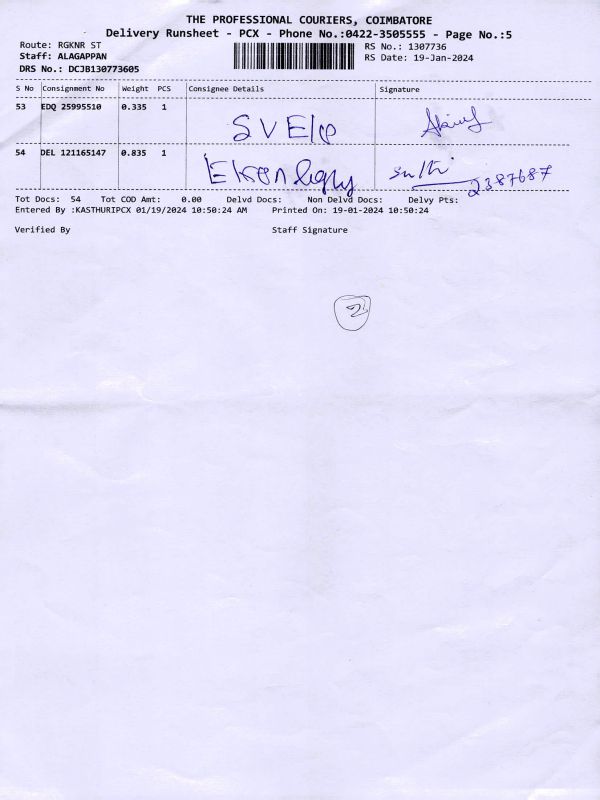 THE PROFESSIONAL COURIERS, COIMBATORE
Delivery Runsheet - PCX - Phone No.:0422-3505555 - Page No.:5
Route: RGKNR ST RS No.: 1307736
Staff: ALAGAPPAN RS Date: 19-Jan-2024
DRS No.: DCJB130773605
S No Consignment No Weight PCS Consignee Details Signature
53 EDQ 25995510 0.335 1
54 DEL 121165147 0.835 1
2387687
Tot Docs: 54 Tot COD Amt: 0.00 Delvd Docs: Non Delvd Docs: Delvy Pts:
Entered By :KASTHURIPCX 01/19/2024 10:50:24 AM Printed On: 19-01-2024 10:50:24
Verified By Staff Signature
2